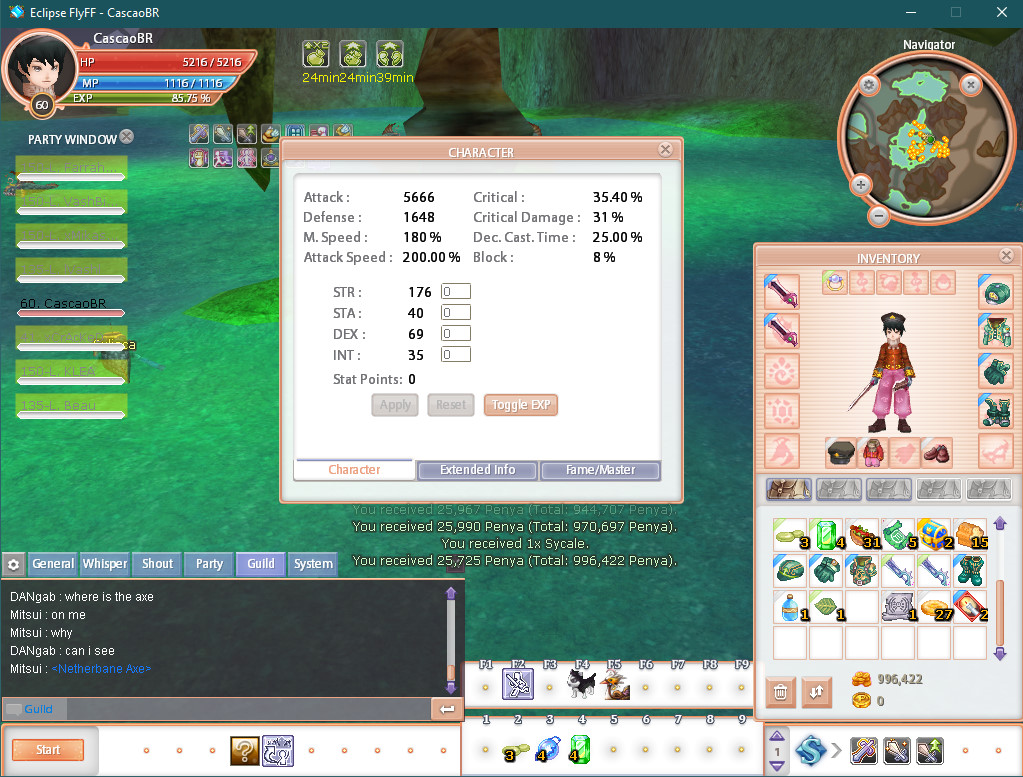 Eclipse FlyFF - CascaoBR
CascaoBR
HP 5216 / 5216
MP 1116 / 1116
EXP 85.75 %
60
24min24min39min
Navigator
PARTY WINDOW
60. CascaoBR
135-L. Beau
CHARACTER
Attack : 5666 Critical : 35.40 %
Defense : 1648 Critical Damage : 31 %
M. Speed : 180 % Dec. Cast. Time : 25.00 %
Attack Speed : 200.00 % Block : 8 %
STR : 176 0
STA : 40 0
DEX : 69 0
INT : 35 0
Stat Points: 0
Apply Reset Toggle EXP
Character Extended Info Fame/Master
You received 25,967 Penya (Total: 944,707 Penya).
You received 25,990 Penya (Total: 970,697 Penya).
You received 1x Sycale.
You received 25,725 Penya (Total: 996,422 Penya).
INVENTORY
3 4 31 5 2 15
1 1 1 27 2
996,422
0
General Whisper Shout Party Guild System
DANgab : where is the axe
Mitsui : on me
Mitsui : why
DANgab : can i see
Mitsui : <Netherbane Axe>
Guild
F1 F2 F3 F4 F5 F6 F7 F8 F9
1 2 3 4 5 6 7 8 9
3 4 4
Start
1